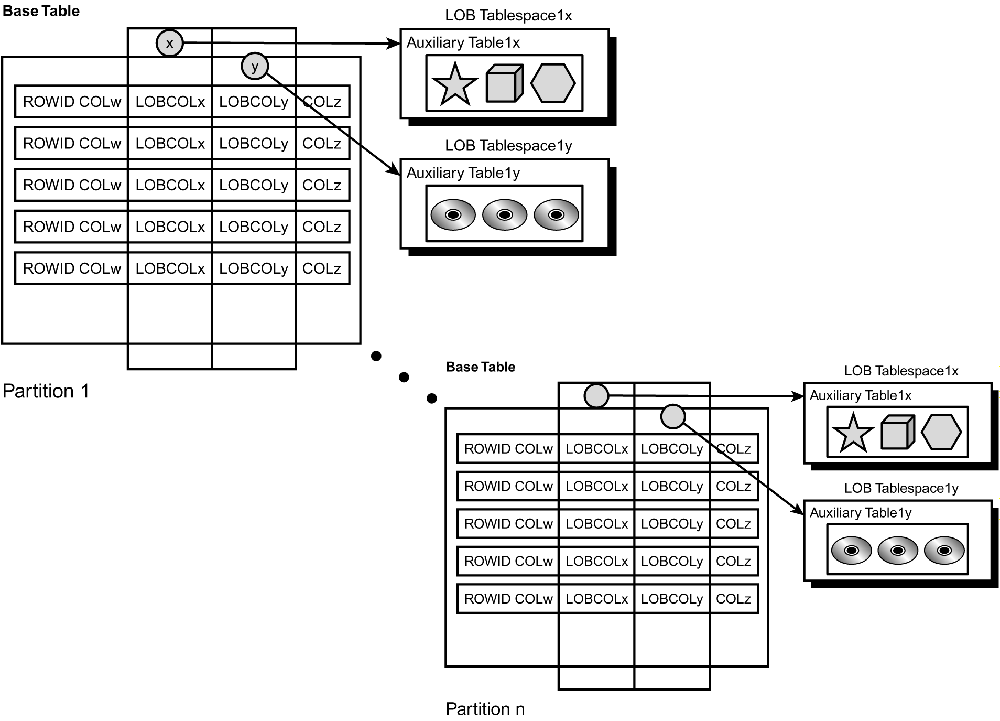 Base Table
LOB Tablespace1x
x
Auxiliary Table1x
y
ROWID COLw LOBCOLx LOBCOLy COLz
ROWID COLw LOBCOLx LOBCOLy COLz
ROWID COLw LOBCOLx LOBCOLy COLz
ROWID COLw LOBCOLx LOBCOLy COLz
ROWID COLw LOBCOLx LOBCOLy COLz
LOB Tablespace1y
Auxiliary Table1y
Partition 1
Base Table
LOB Tablespace1x
Auxiliary Table1x
ROWID COLw LOBCOLx LOBCOLy COLz
ROWID COLw LOBCOLx LOBCOLy COLz
ROWID COLw LOBCOLx LOBCOLy COLz
ROWID COLw LOBCOLx LOBCOLy COLz
ROWID COLw LOBCOLx LOBCOLy COLz
LOB Tablespace1y
Auxiliary Table1y
Partition n